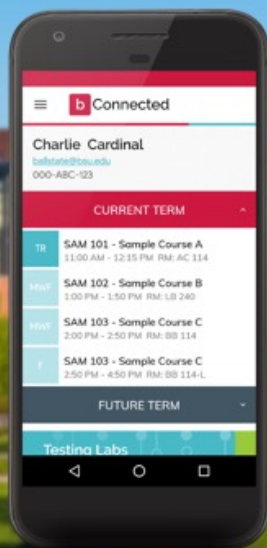 b Connected
Charlie Cardinal
ballstate@bsu.edu
000-ABC-123
CURRENT TERM
TR SAM 101 - Sample Course A
11:00 AM - 12:15 PM RM: AC 114
MWF SAM 102 - Sample Course B
1:00 PM - 1:50 PM RM: LB 240
MWF SAM 103 - Sample Course C
2:00 PM - 2:50 PM RM: BB 114
F SAM 103 - Sample Course C
2:50 PM - 4:50 PM RM: BB 114-L
FUTURE TERM
Testing Labs